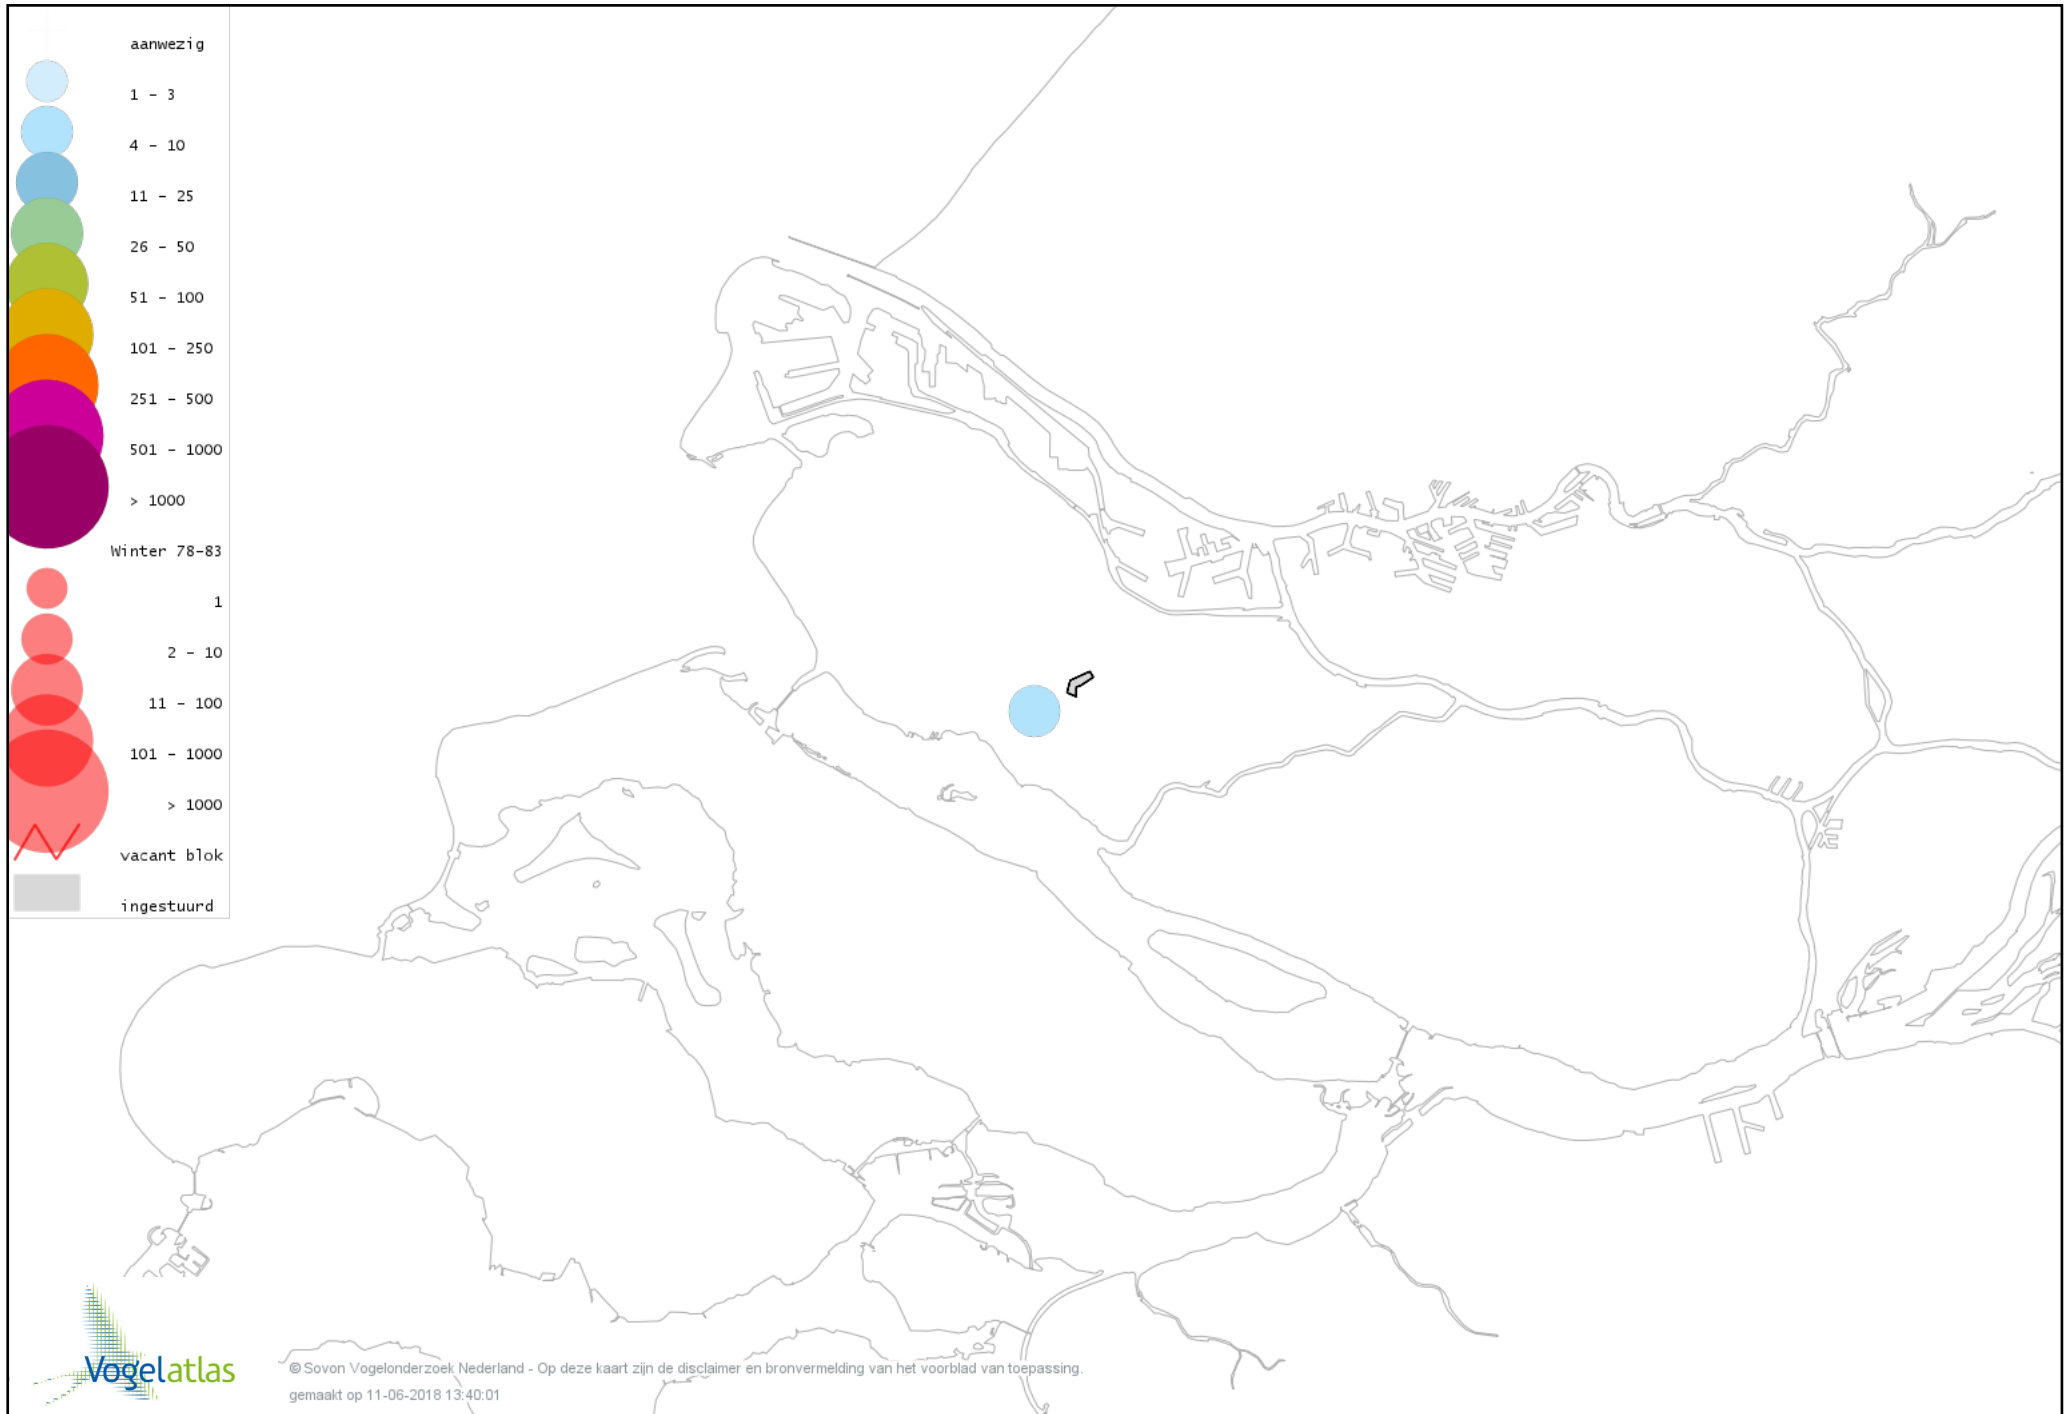 aanwezig
1 - 3
4 - 10
11 - 25
26 - 50
51 - 100
101 - 250
251 - 500
501 - 1000
> 1000
Winter 78-83
1
2 - 10
11 - 100
101 - 1000
> 1000
vacant blok
ingestuurd
Vogelatlas
© Sovon Vogelonderzoek Nederland - Op deze kaart zijn de disclaimer en bronvermelding van het voorblad van toepassing.
gemaakt op 11-06-2018 13:40:01